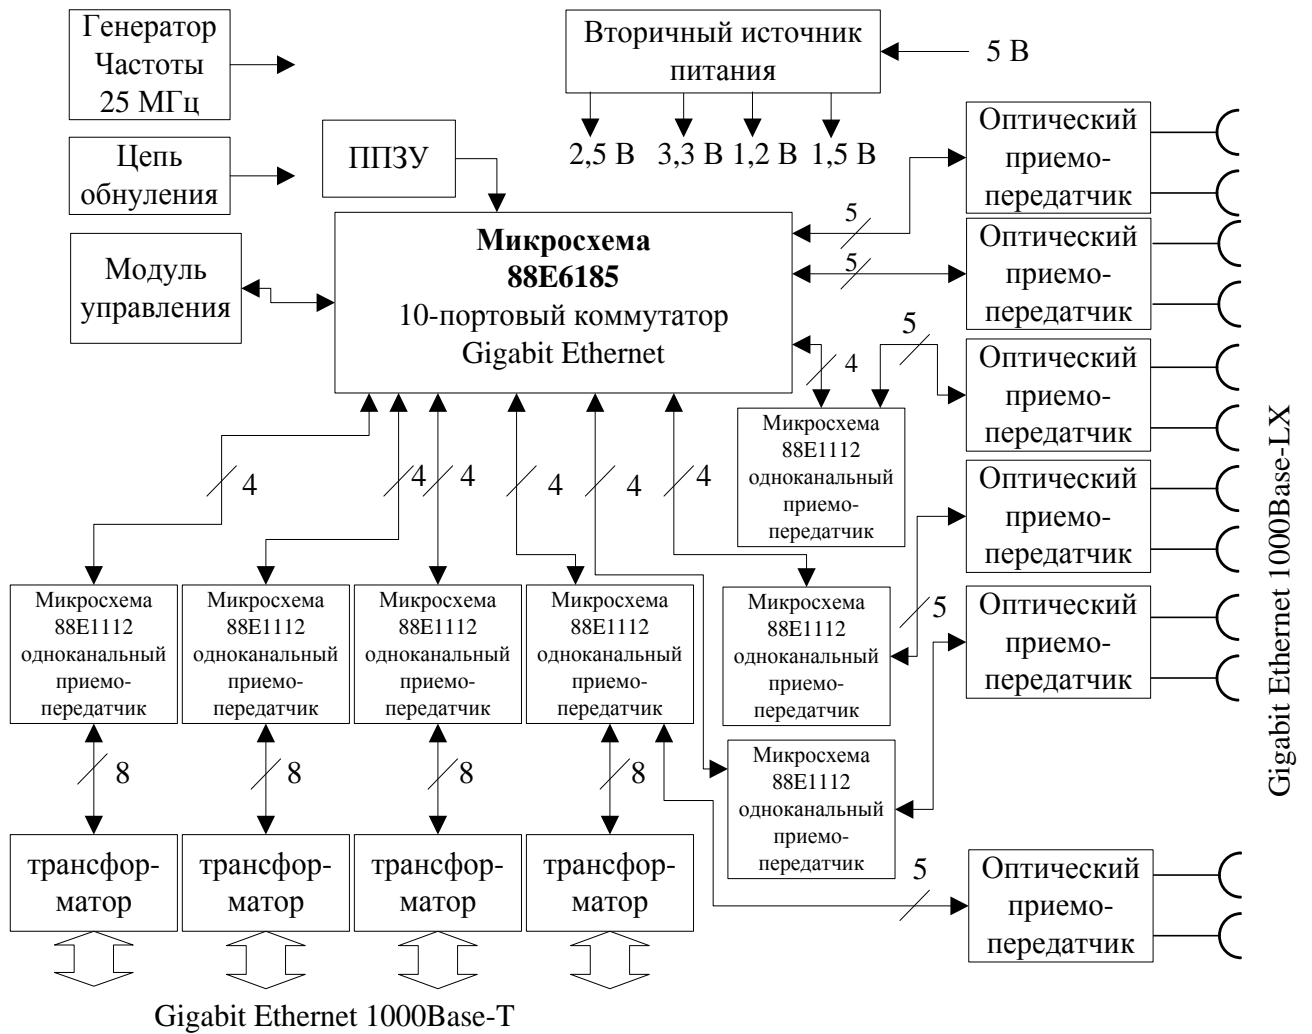 Генератор
Частоты
25 МГц
Вторичный источник
питания
5 В
2,5 В
3,3 В
1,2 В
1,5 В
Цепь
обнуления
ППЗУ
Модуль
управления
Микросхема
88E6185
10-портовый коммутатор
Gigabit Ethernet
Оптический
приемо-
передатчик
5
Оптический
приемо-
передатчик
5
Оптический
приемо-
передатчик
5
4
Микросхема
88E1112
одноканальный
приемо-
передатчик
Оптический
приемо-
передатчик
4
4
4
4
4
4
Микросхема
88E1112
одноканальный
приемо-
передатчик
Микросхема
88E1112
одноканальный
приемо-
передатчик
Микросхема
88E1112
одноканальный
приемо-
передатчик
Микросхема
88E1112
одноканальный
приемо-
передатчик
Микросхема
88E1112
одноканальный
приемо-
передатчик
5
Оптический
приемо-
передатчик
Микросхема
88E1112
одноканальный
приемо-
передатчик
8
8
8
8
трансфор-
матор
трансфор-
матор
трансфор-
матор
трансфор-
матор
5
Оптический
приемо-
передатчик
Gigabit Ethernet 1000Base-LX
Gigabit Ethernet 1000Base-T